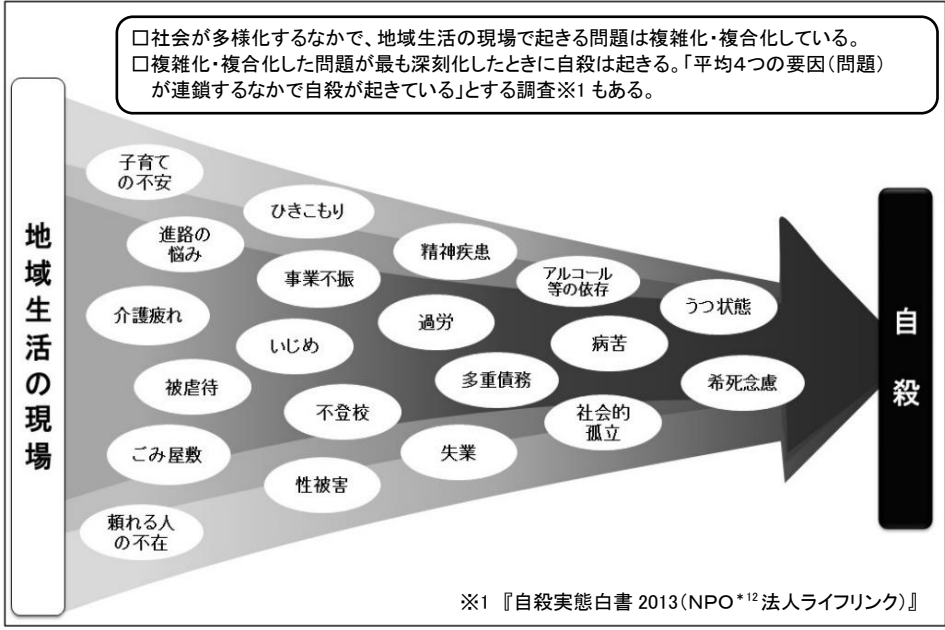 □社会が多様化するなかで、地域生活の現場で起きる問題は複雑化・複合化している。
□複雑化・複合化した問題が最も深刻化したときに自殺は起きる。「平均4つの要因(問題)
が連鎖するなかで自殺が起きている」とする調査※1もある。
地域生活の現場
子育て
の不安
進路の
悩み
介護疲れ
被虐待
ごみ屋敷
頼れる人
の不在
ひきこもり
事業不振
いじめ
不登校
性被害
精神疾患
過労
多重債務
失業
アルコール
等の依存
病苦
社会的
孤立
うつ状態
希死念慮
自殺
※1 『自殺実態白書 2013(NPO*12法人ライフリンク)』